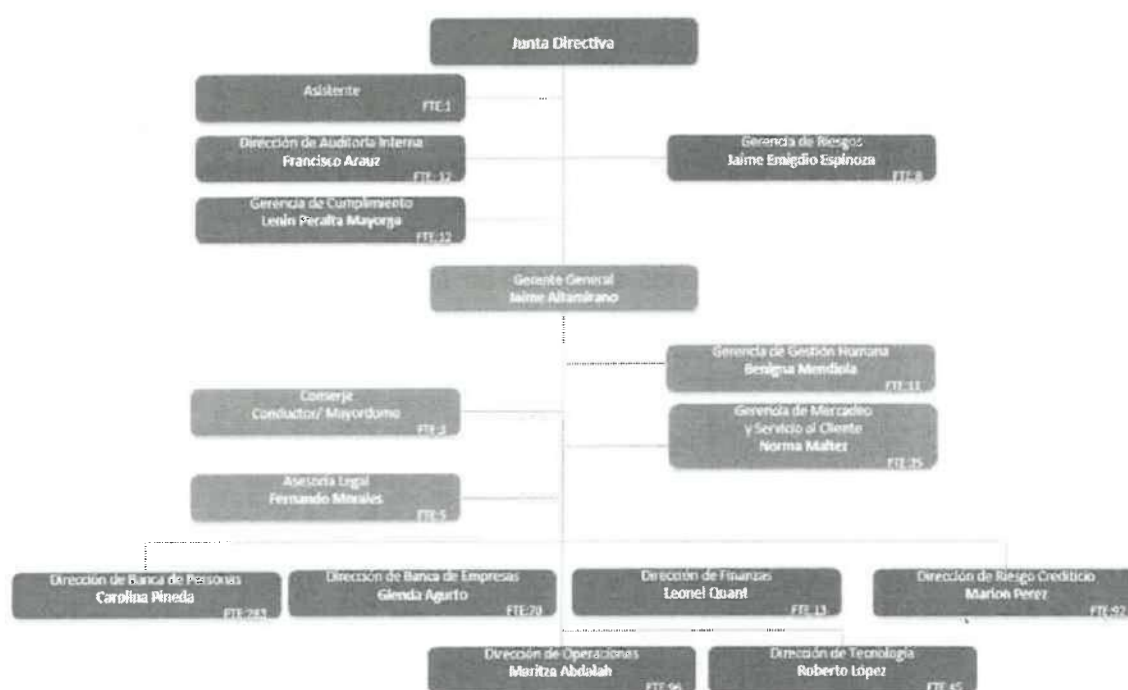 Junta Directiva
Asistente
FTE:1
Dirección de Auditoría Interna
Francisco Arauz
FTE: 12
Gerencia de Riesgos
Jaime Emigdio Espinoza
FTE:8
Gerencia de Cumplimiento
Lenin Peralta Mayorga
FTE:12
Gerente General
Jaime Altamirano
Gerencia de Gestión Humana
Benigna Mendiola
FTE:11
Conserje
Conductor/ Mayordomo
FTE:
Gerencia de Mercadeo
y Servicio al Cliente
Norma Maltez
FTE:35
Asesoría Legal
Fernando Morales
FTE:5
Dirección de Banca de Personas
Carolina Pineda
FTE:283
Dirección de Banca de Empresas
Glenda Agurto
FTE:70
Dirección de Finanzas
Leonel Quant
FTE:13
Dirección de Riesgo Crediticio
Marlon Perez
FTE:92
Dirección de Operaciones
Maritza Abdalah
FTE:96
Dirección de Tecnología
Roberto López
FTE:45